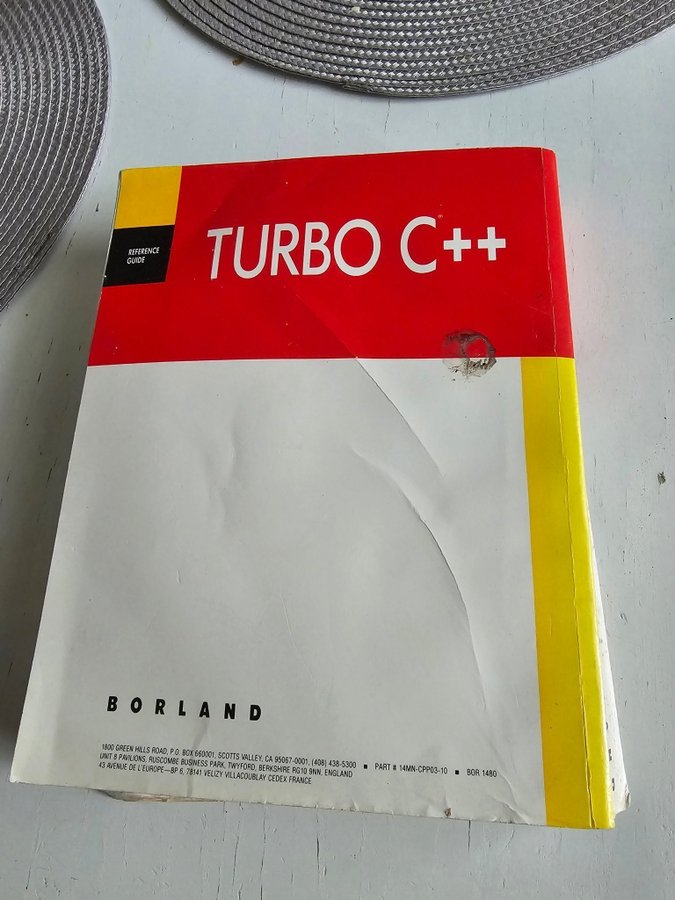 REFERENCE
GUIDE
TURBO C++
BORLAND
1800 GREEN HILLS ROAD, P.O. BOX 660001, SCOTTS VALLEY, CA 95067-0001, (408) 438-5300 ■ PART # 14MN-CPP03-10 ■ BOR 1480
UNIT 8 PAVILIONS, RUSCOMBE BUSINESS PARK, TWYFORD, BERKSHIRE RG10 9NN, ENGLAND
43 AVENUE DE L'EUROPE—BP 6, 78141 VELIZY VILLACOUBLAY CEDEX FRANCE